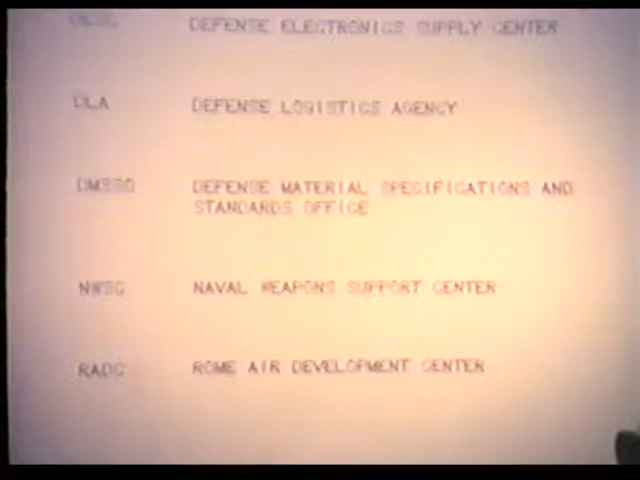 DESC DEFENSE ELECTRONICS SUPPLY CENTER
DLA DEFENSE LOGISTICS AGENCY
DMSSO DEFENSE MATERIAL SPECIFICATIONS AND
STANDARDS OFFICE
NWSC NAVAL WEAPONS SUPPORT CENTER
RADC ROME AIR DEVELOPMENT CENTER